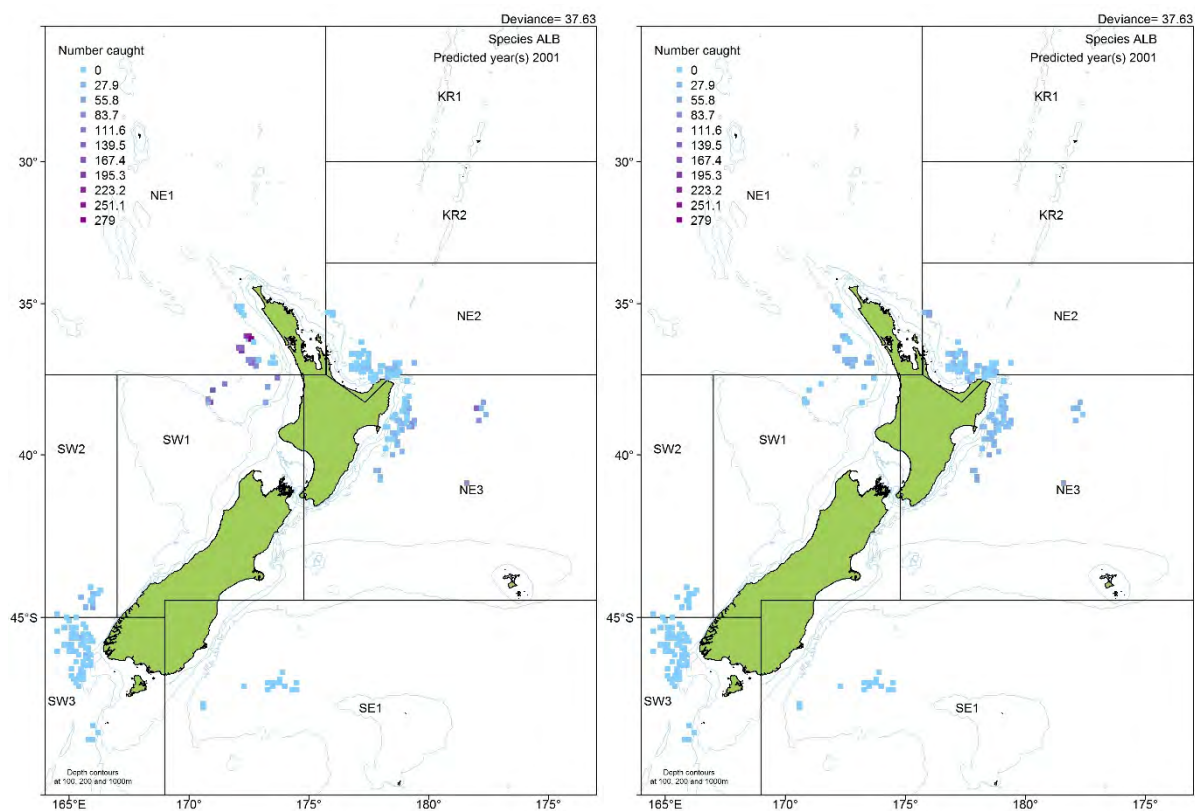 Deviance= 37.63
Species ALB
Predicted year(s) 2001
Number caught
0
27.9
55.8
83.7
111.6
139.5
167.4
195.3
223.2
251.1
279
KR1
30°
NE1
KR2
35°
NE2
SW2
SW1
40°
NE3
45°S
SW3
SE1
Depth contours
at 100, 200 and 1000m
165°E
170°
175°
180°
175°
Deviance= 37.63
Species ALB
Predicted year(s) 2001
Number caught
0
27.9
55.8
83.7
111.6
139.5
167.4
195.3
223.2
251.1
279
KR1
30°
NE1
KR2
35°
NE2
SW2
SW1
40°
NE3
45°S
SW3
SE1
Depth contours
at 100, 200 and 1000m
165°E
170°
175°
180°
175°